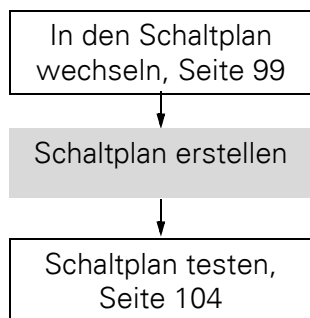 In den Schaltplan
wechseln, Seite 99
Schaltplan erstellen
Schaltplan testen,
Seite 104